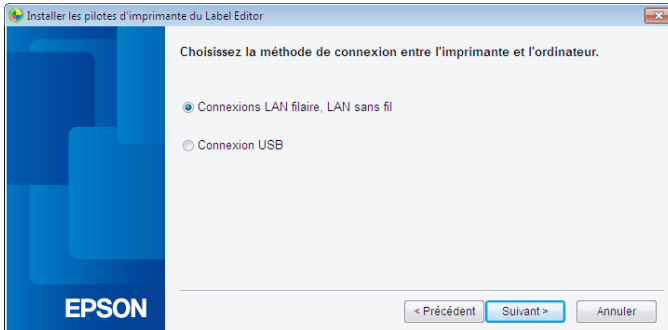 Installer les pilotes d'imprimante du Label Editor
Choisissez la méthode de connexion entre l'imprimante et l'ordinateur.
Connexions LAN filaire, LAN sans fil
Connexion USB
EPSON
< Précédent
Suivant >
Annuler